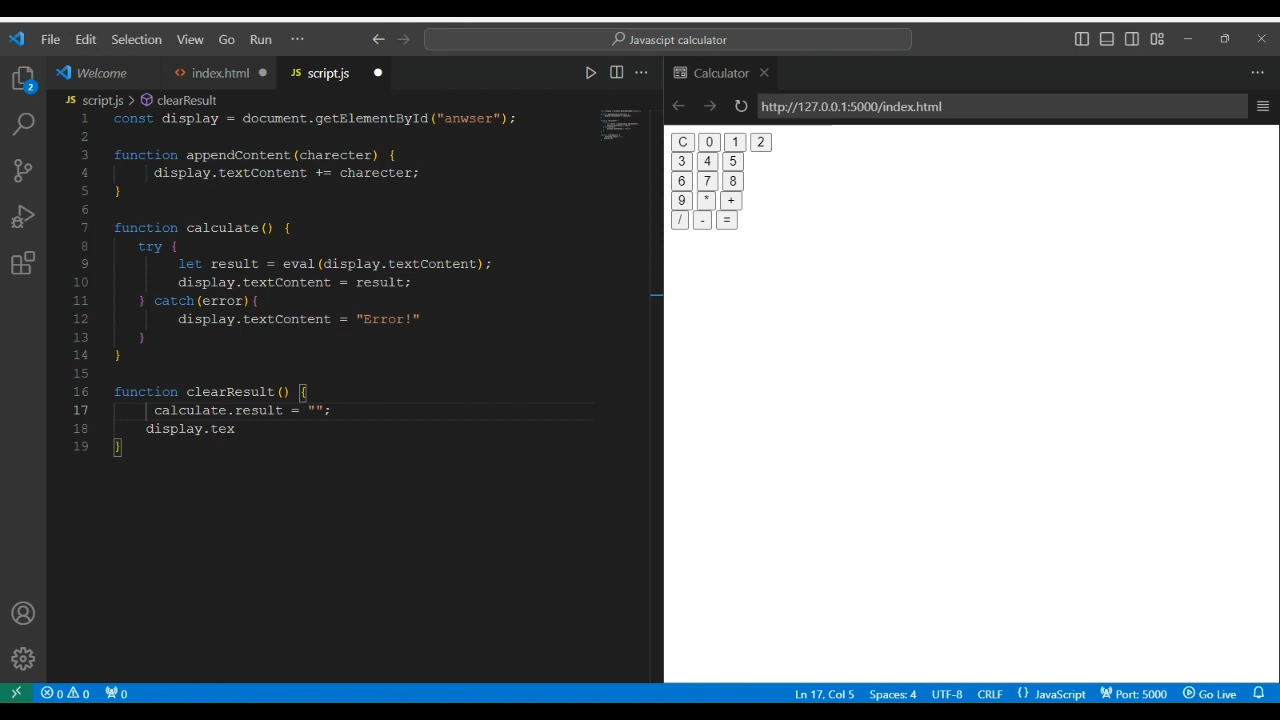 File Edit Selection View Go Run ··· Javascipt calculator
Welcome index.html script.js
script.js > clearResult
1 const display = document.getElementById("anwser");
2
3 function appendContent(charecter) {
4 display.textContent += charecter;
5 }
6
7 function calculate() {
8 try {
9 let result = eval(display.textContent);
10 display.textContent = result;
11 } catch(error){
12 display.textContent = "Error!"
13 }
14 }
15
16 function clearResult() {
17 calculate.result = "";
18 display.tex
19 }
2
Calculator
http://127.0.0.1:5000/index.html
C 0 1 2
3 4 5
6 7 8
9 * +
/ - =
0 0 0 Ln 17, Col 5 Spaces: 4 UTF-8 CRLF {} JavaScript Port: 5000 Go Live